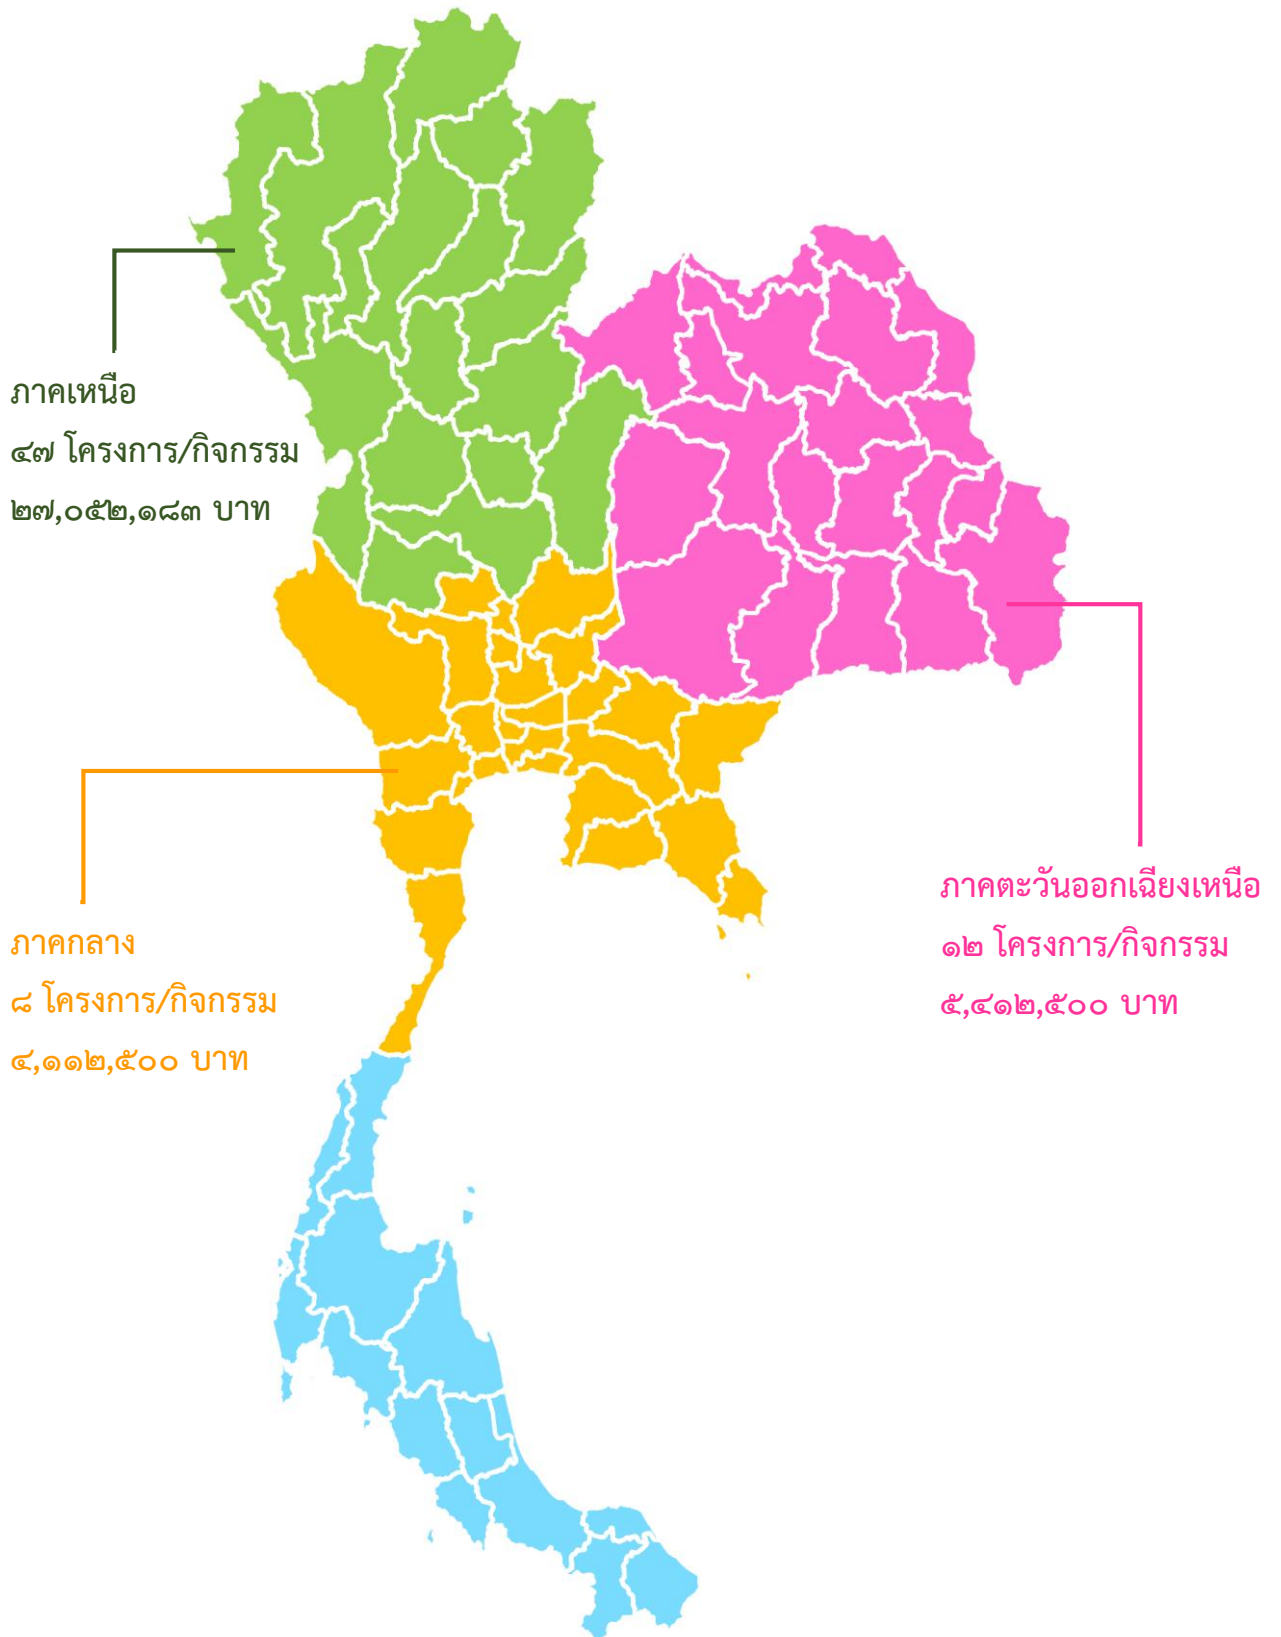 ภาคเหนือ
๔๗ โครงการ/กิจกรรม
๒๗,๐๕๒,๑๘๓ บาท
ภาคตะวันออกเฉียงเหนือ
๑๒ โครงการ/กิจกรรม
๕,๔๑๒,๕๐๐ บาท
ภาคกลาง
๘ โครงการ/กิจกรรม
๔,๑๑๒,๕๐๐ บาท